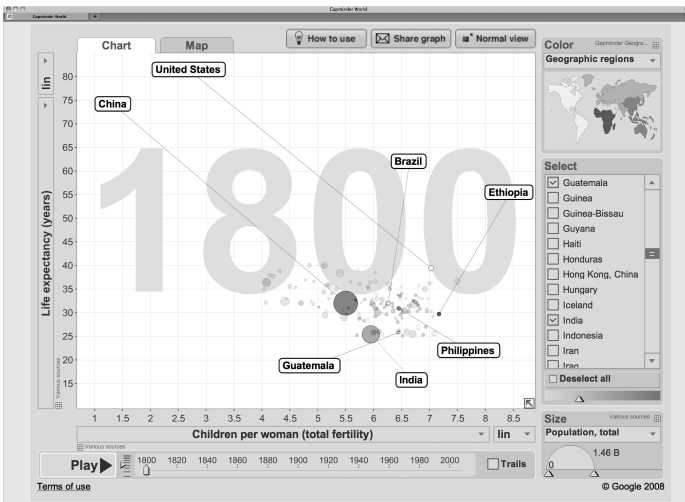 Gapminder World
Gapminder World
+
Chart
Map
How to use
Share graph
Normal view
lin
Life expectancy (years)
Various sources
80
75
70
65
60
55
50
45
40
35
30
25
20
15
1800
United States
China
Brazil
Ethiopia
Philippines
Guatemala
India
1 1.5 2 2.5 3 3.5 4 4.5 5 5.5 6 6.5 7 7.5 8 8.5
Children per woman (total fertility)
lin
Various sources
Play
1800 1820 1840 1860 1880 1900 1920 1940 1960 1980 2000
Trails
Terms of use
Color
Gapminder Geogra...
Geographic regions
Select
Guatemala
Guinea
Guinea-Bissau
Guyana
Haiti
Honduras
Hong Kong, China
Hungary
Iceland
India
Indonesia
Iran
Iraq
Deselect all
Size
Various sources
Population, total
1.46 B
0
© Google 2008